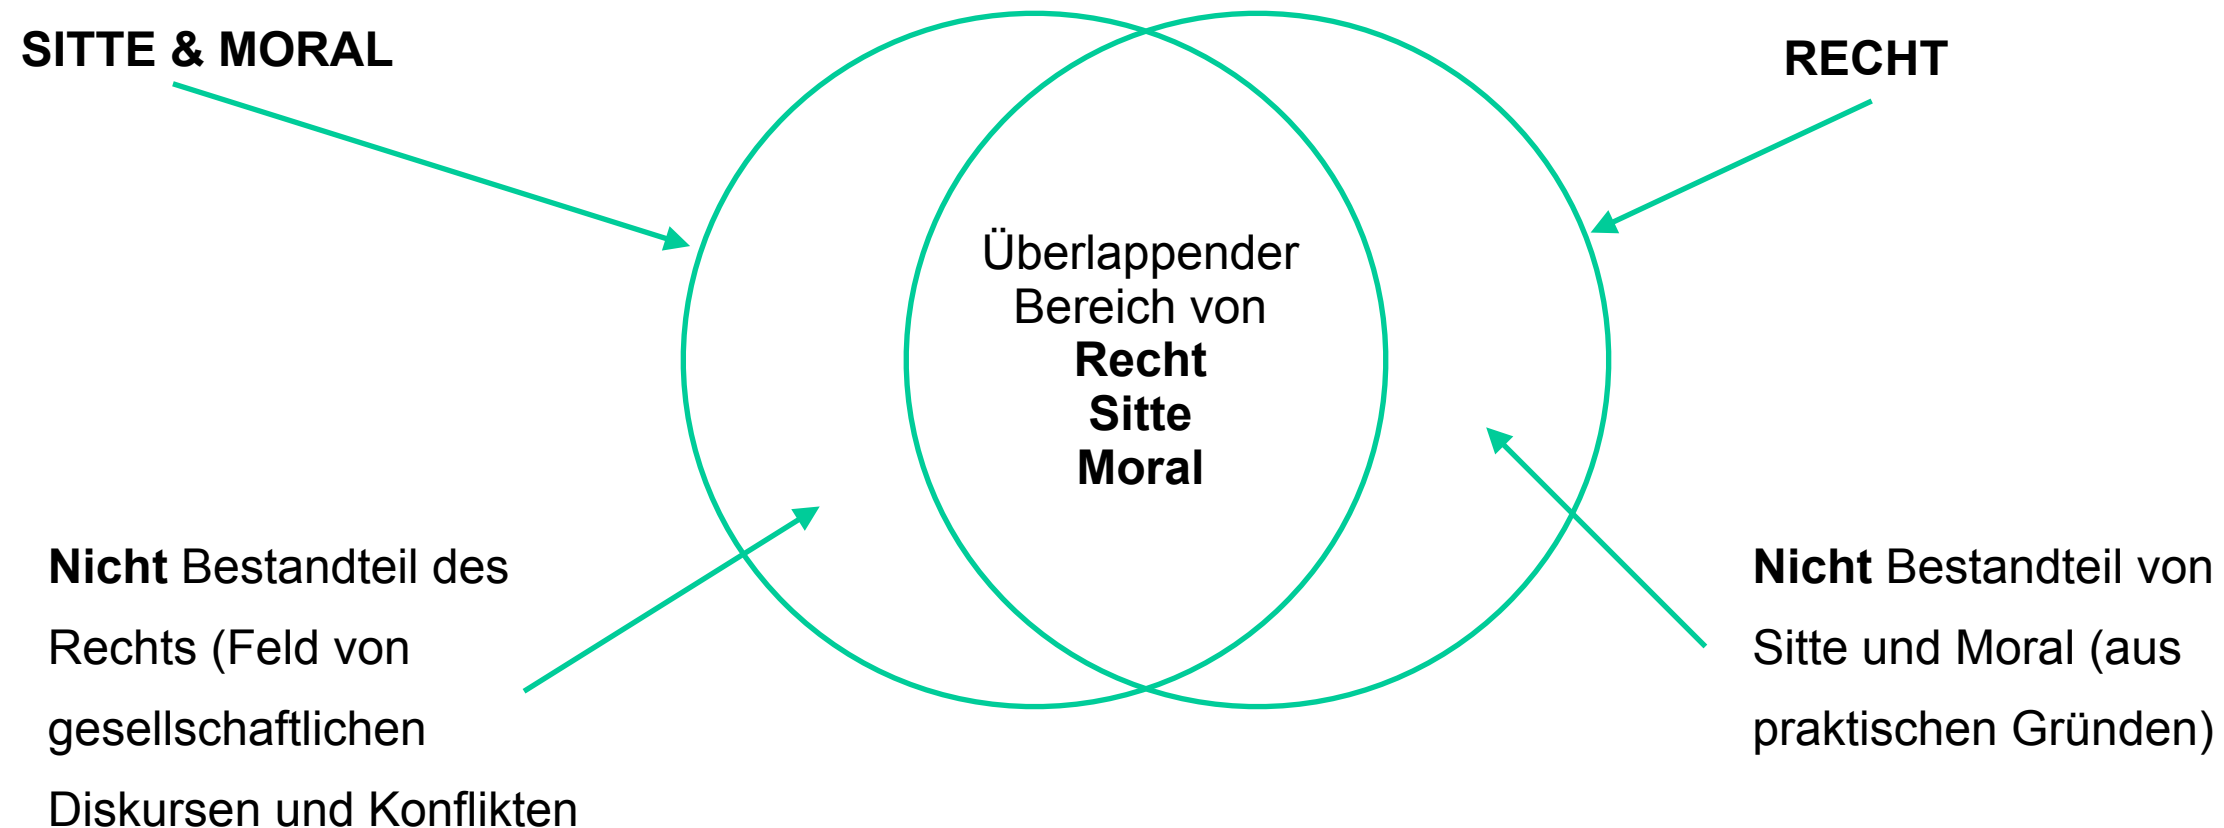 SITTE & MORAL
RECHT
Überlappender
Bereich von
Recht
Sitte
Moral
Nicht Bestandteil des
Rechts (Feld von
gesellschaftlichen
Diskursen und Konflikten
Nicht Bestandteil von
Sitte und Moral (aus
praktischen Gründen)